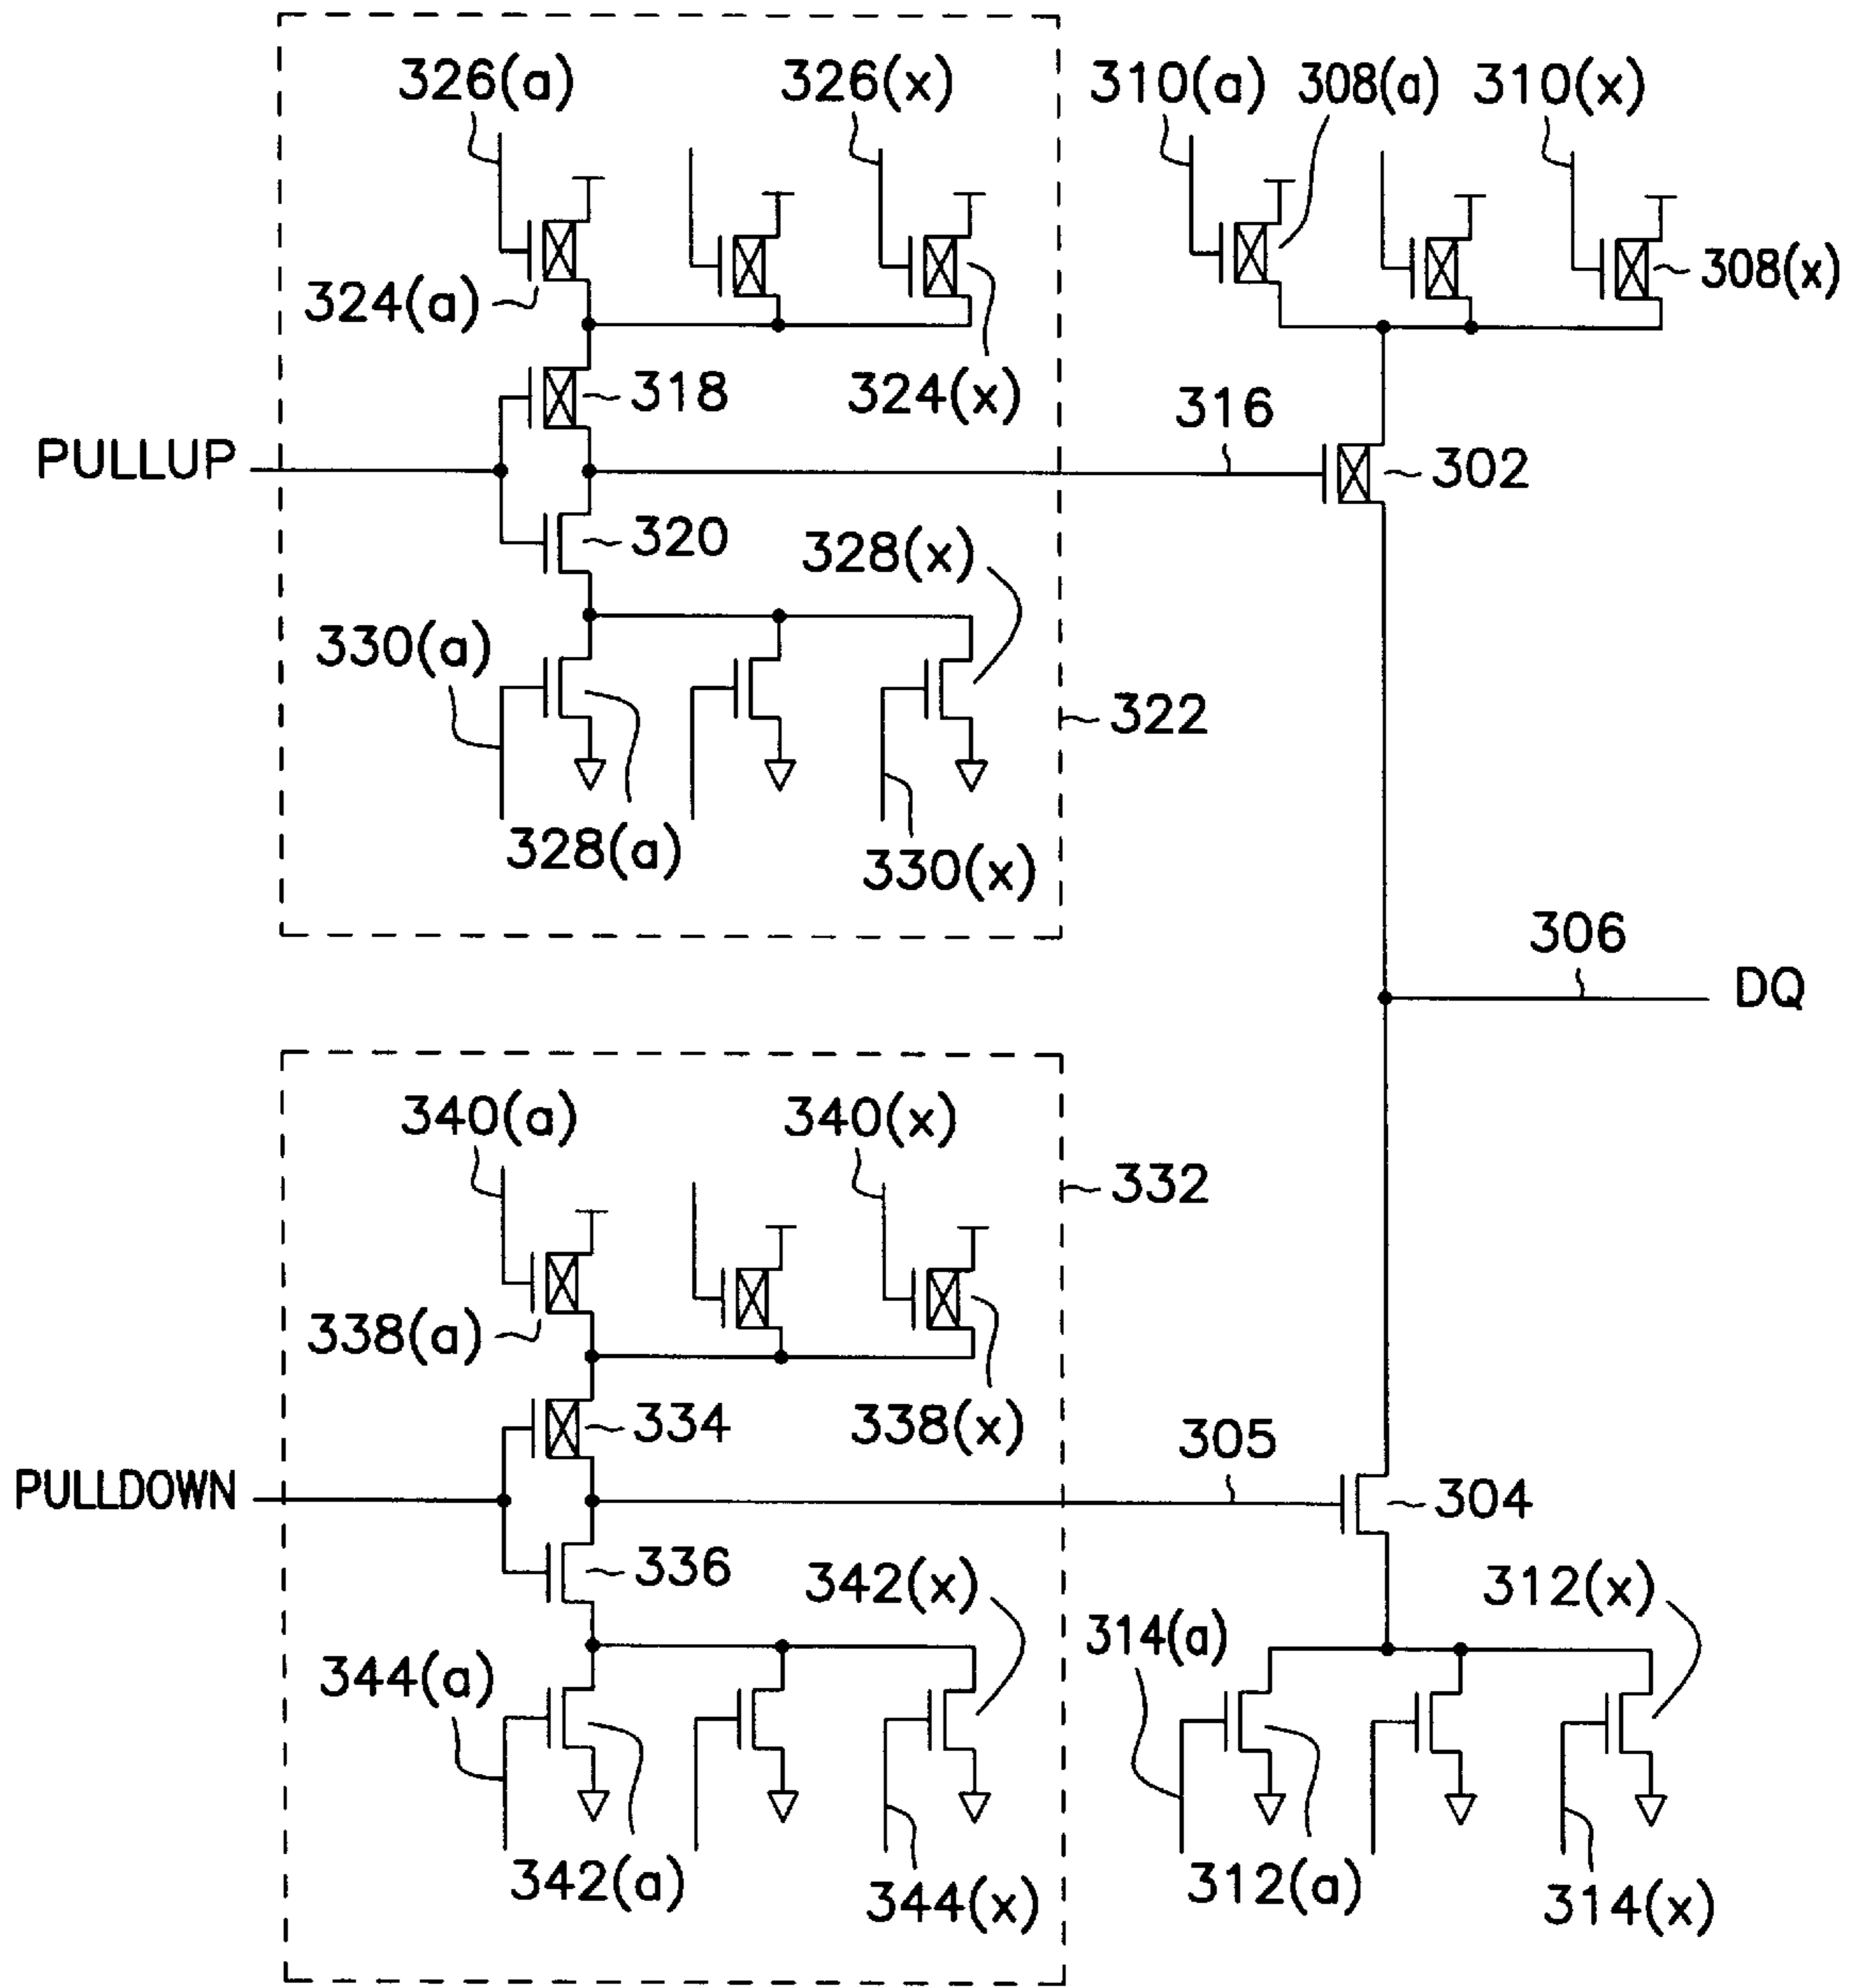 326(a)
326(x)
310(a)
308(a)
310(x)
324(a)
308(x)
318
324(x)
316
PULLUP
302
320
328(x)
330(a)
322
328(a)
330(x)
306
DQ
340(a)
340(x)
332
338(a)
334
338(x)
305
PULLDOWN
304
336
342(x)
312(x)
314(a)
344(a)
342(a)
344(x)
312(a)
314(x)